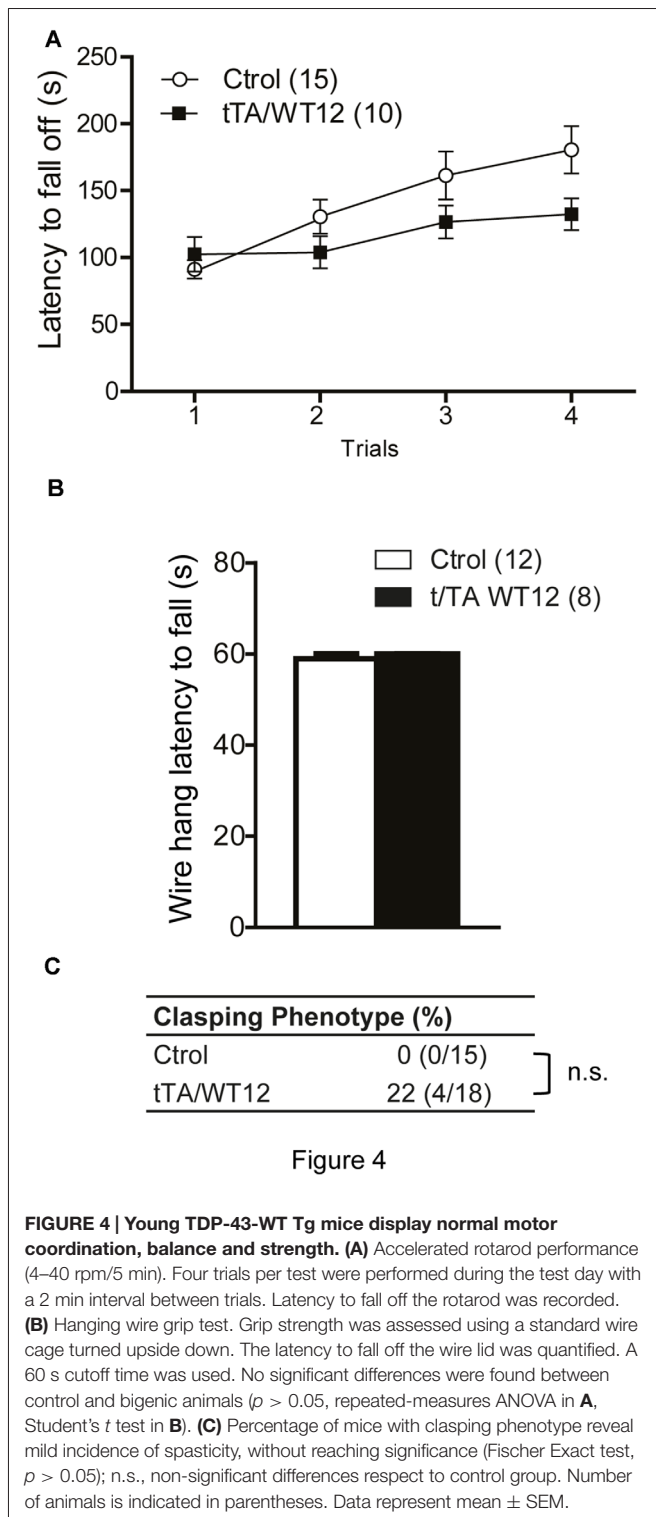 A
250
200
150
100
50
0
Latency to fall off (s)
Ctrol (15)
tTA/WT12 (10)
1 2 3 4
Trials
B
80
60
40
20
0
Wire hang latency to fall (s)
Ctrol (12)
t/TA WT12 (8)
C
Clasping Phenotype (%)
Ctrol 0 (0/15)
tTA/WT12 22 (4/18)
n.s.
Figure 4
FIGURE 4 | Young TDP-43-WT Tg mice display normal motor
coordination, balance and strength. (A) Accelerated rotarod performance
(4–40 rpm/5 min). Four trials per test were performed during the test day with
a 2 min interval between trials. Latency to fall off the rotarod was recorded.
(B) Hanging wire grip test. Grip strength was assessed using a standard wire
cage turned upside down. The latency to fall off the wire lid was quantified. A
60 s cutoff time was used. No significant differences were found between
control and bigenic animals (p > 0.05, repeated-measures ANOVA in A,
Student's t test in B). (C) Percentage of mice with clasping phenotype reveal
mild incidence of spasticity, without reaching significance (Fischer Exact test,
p > 0.05); n.s., non-significant differences respect to control group. Number
of animals is indicated in parentheses. Data represent mean ± SEM.